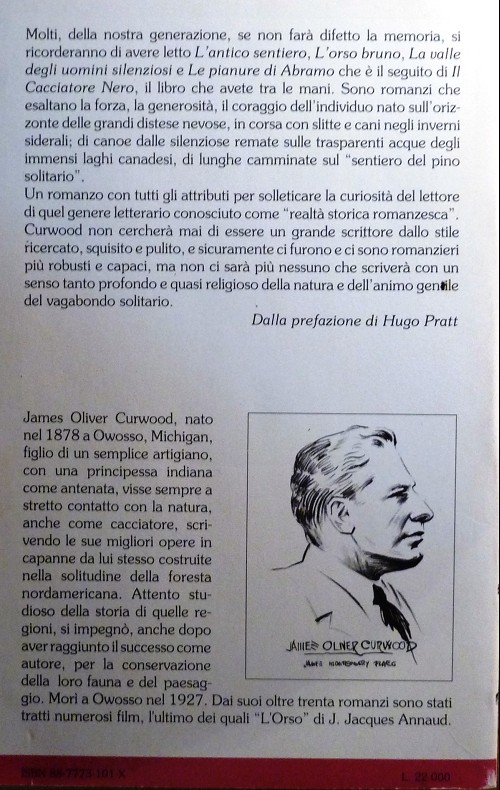 Molti, della nostra generazione, se non farà difetto la memoria, si
ricorderanno di avere letto L'antico sentiero, L'orso bruno, La valle
degli uomini silenziosi e Le pianure di Abramo che è il seguito di Il
Cacciatore Nero, il libro che avete tra le mani. Sono romanzi che
esaltano la forza, la generosità, il coraggio dell'individuo nato sull'oriz-
zonte delle grandi distese nevose, in corsa con slitte e cani negli inverni
siderali; di canoe dalle silenziose remate sulle trasparenti acque degli
immensi laghi canadesi, di lunghe camminate sul "sentiero del pino
solitario".
Un romanzo con tutti gli attributi per solleticare la curiosità del lettore
di quel genere letterario conosciuto come "realtà storica romanzesca".
Curwood non cercherà mai di essere un grande scrittore dallo stile
ricercato, squisito e pulito, e sicuramente ci furono e ci sono romanzieri
più robusti e capaci, ma non ci sarà più nessuno che scriverà con un
senso tanto profondo e quasi religioso della natura e dell'animo gentile
del vagabondo solitario.
Dalla prefazione di Hugo Pratt
James Oliver Curwood, nato
nel 1878 a Owosso, Michigan,
figlio di un semplice artigiano,
con una principessa indiana
come antenata, visse sempre a
stretto contatto con la natura,
anche come cacciatore, scri-
vendo le sue migliori opere in
capanne da lui stesso costruite
nella solitudine della foresta
nordamericana. Attento stu-
dioso della storia di quelle re-
gioni, si impegnò, anche dopo
aver raggiunto il successo come
autore, per la conservazione
della loro fauna e del paesag-
gio. Morì a Owosso nel 1927. Dai suoi oltre trenta romanzi sono stati
tratti numerosi film, l'ultimo dei quali "L'Orso" di J. Jacques Annaud.
JAMES OLIVER CURWOOD
JAMES MONTGOMERY FLAGG
ISBN 88-7773-101-X
L. 22.000